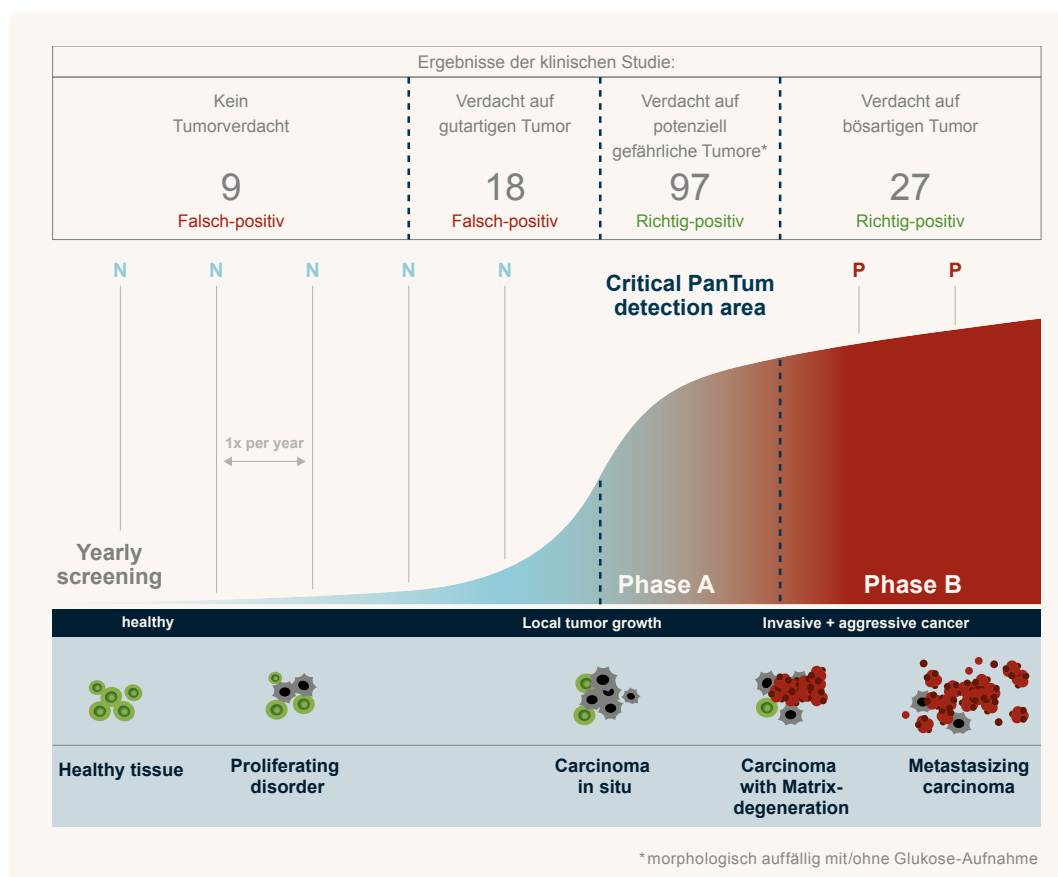 Ergebnisse der klinischen Studie:
Kein
Tumorverdacht
9
Falsch-positiv
Verdacht auf
gutartigen Tumor
18
Falsch-positiv
Verdacht auf
potenziell
gefährliche Tumore*
97
Richtig-positiv
Verdacht auf
bösartigen Tumor
27
Richtig-positiv
N N N N N P P
Critical PanTum
detection area
1x per year
Yearly
screening
Phase A Phase B
healthy Local tumor growth Invasive + aggressive cancer
Healthy tissue
Proliferating
disorder
Carcinoma
in situ
Carcinoma
with Matrix-
degeneration
Metastasizing
carcinoma
*morphologisch auffällig mit/ohne Glukose-Aufnahme